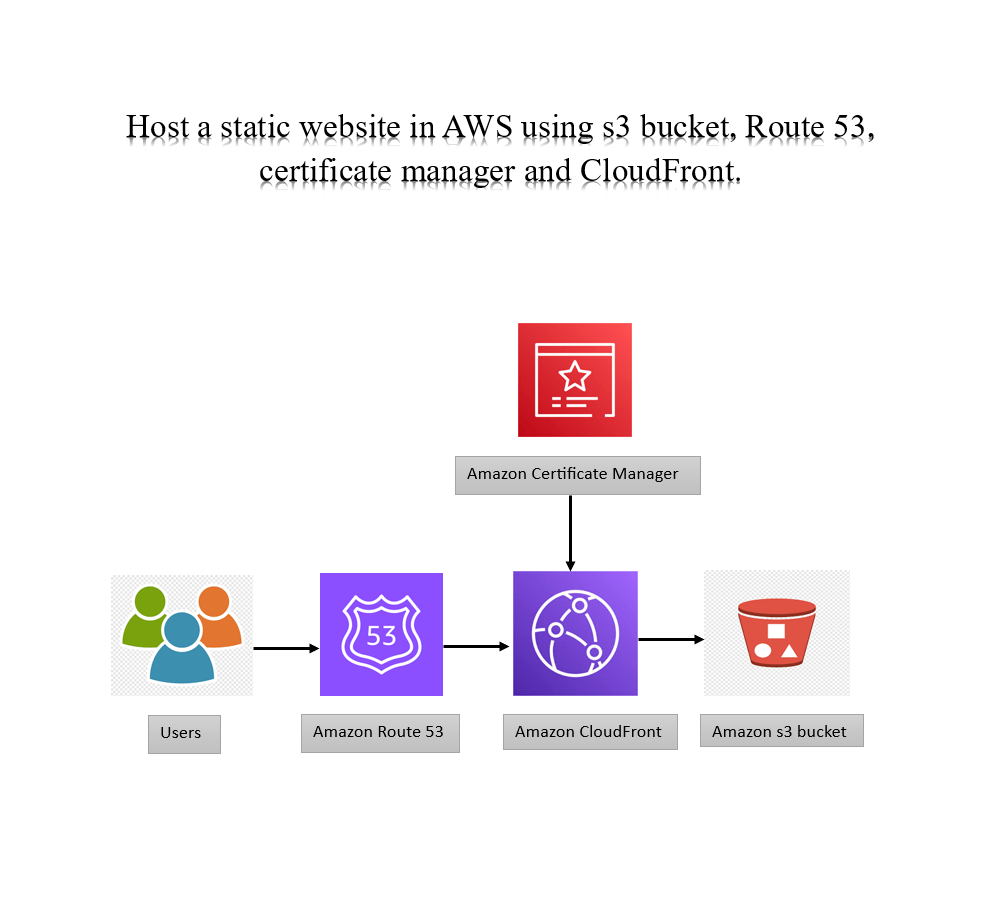 Host a static website in AWS using s3 bucket, Route 53,
certificate manager and CloudFront.
Amazon Certificate Manager
53
Users
Amazon Route 53
Amazon CloudFront
Amazon s3 bucket